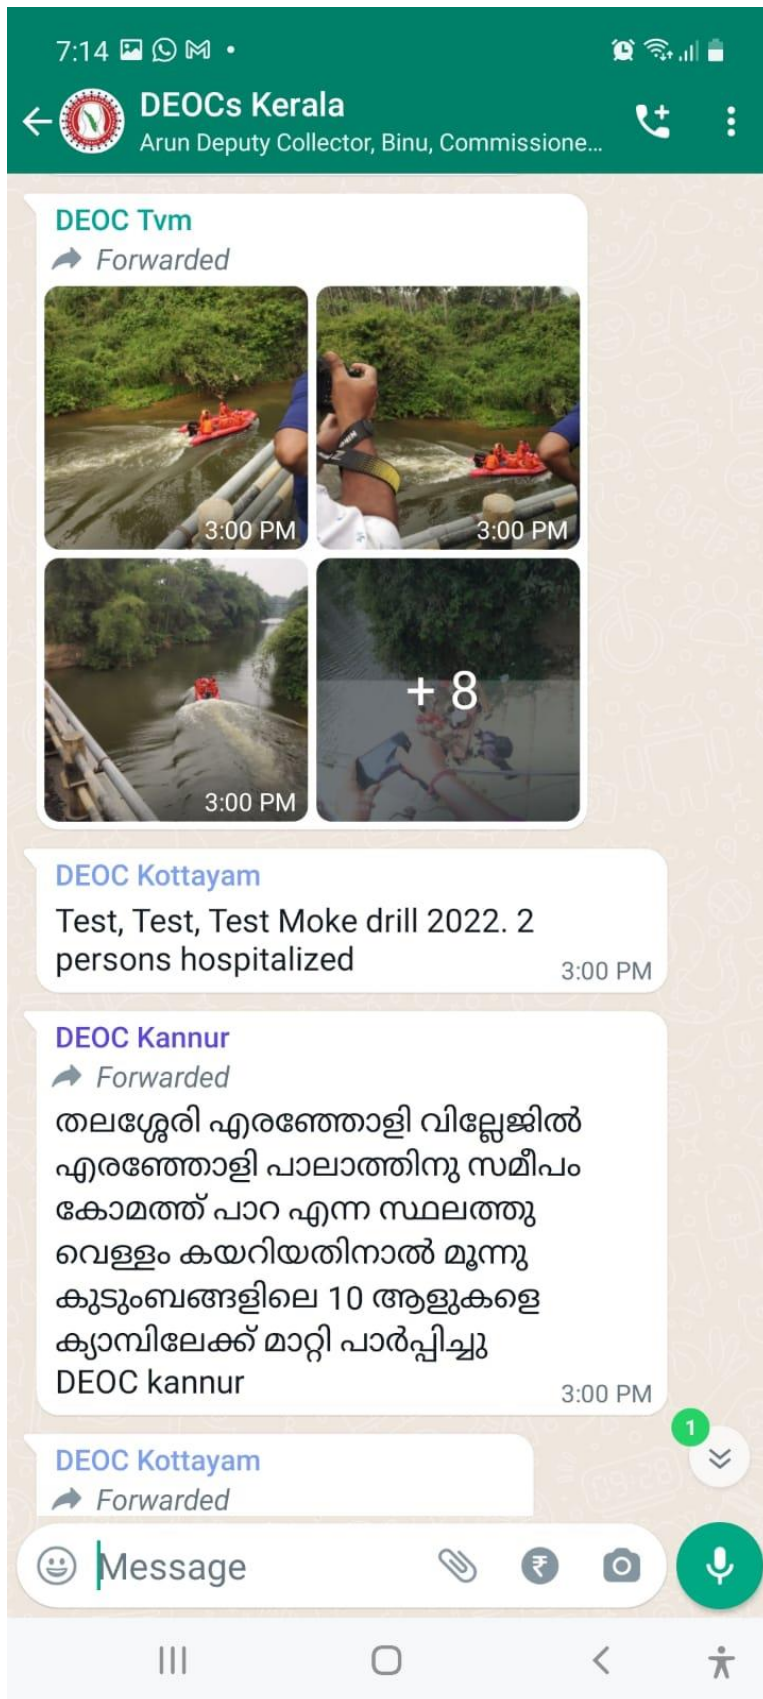 7:14
DEOCs Kerala
Arun Deputy Collector, Binu, Commissione...
DEOC Tvm
Forwarded
3:00 PM
3:00 PM
3:00 PM
+ 8
DEOC Kottayam
Test, Test, Test Moke drill 2022. 2
persons hospitalized
3:00 PM
DEOC Kannur
Forwarded
തലശ്ശേരി എരഞ്ഞോളി വില്ലേജിൽ
എരഞ്ഞോളി പാലാത്തിനു സമീപം
കോമത്ത് പാറ എന്ന സ്ഥലത്തു
വെള്ളം കയറിയതിനാൽ മൂന്നു
കുടുംബങ്ങളിലെ 10 ആളുകളെ
ക്യാമ്പിലേക്ക് മാറ്റി പാർപ്പിച്ചു
DEOC kannur
3:00 PM
1
DEOC Kottayam
Forwarded
Message